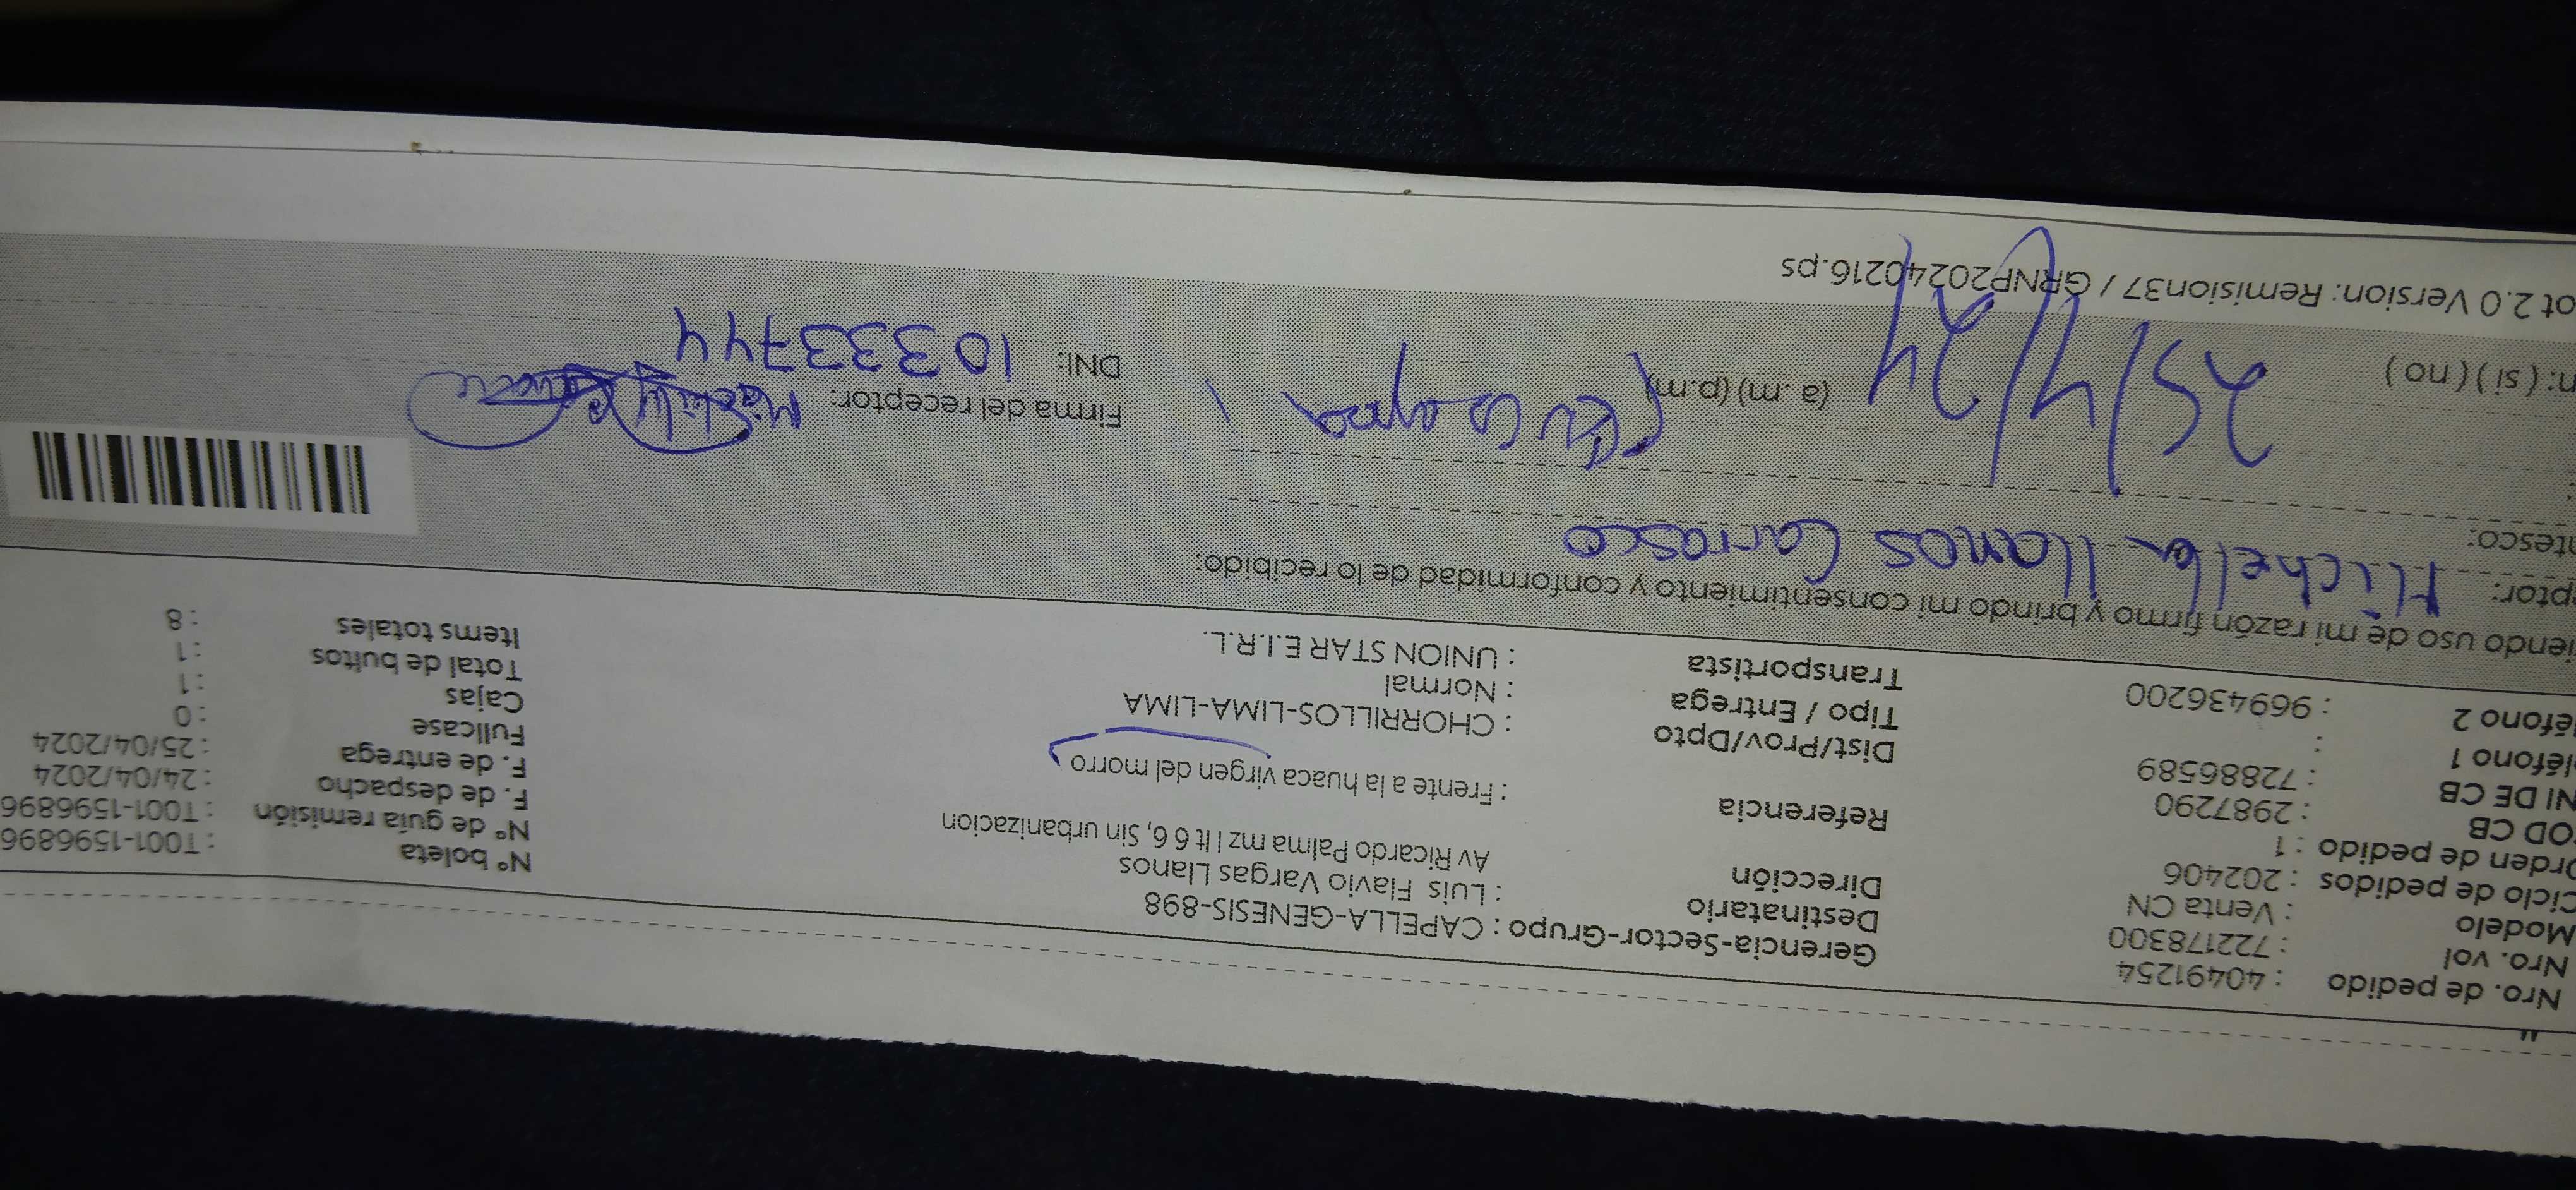 Nro. de pedido : 40491254
Nro. vol : 722178300
Modelo : Venta CN
Ciclo de pedidos : 202406
Orden de pedido : 1
COD CB : 2987290
NI DE CB : 72886589
léfono 1 :
léfono 2 : 969436200
Gerencia-Sector-Grupo : CAPELLA-GENESIS-898
Destinatario : Luis Flavio Vargas Llanos
Dirección Av Ricardo Palma mz l lt 6 6, Sin urbanizacion
Referencia : Frente a la huaca virgen del morro
Dist/Prov/Dpto : CHORRILLOS-LIMA-LIMA
Tipo / Entrega : Normal
Transportista : UNION STAR E.I.R.L.
N° boleta : T001-1596896
N° de guía remisión : T001-1596896
F. de despacho : 24/04/2024
F. de entrega : 25/04/2024
Fullcase : 0
Cajas : 1
Total de bultos : 1
Items totales : 8
iendo uso de mi razón firmo y brindo mi consentimiento y conformidad de lo recibido:
ptor: Michella llanos Carrasco
ntesco:
25/4/24 (a .m) (p.m)
n: ( si ) ( no )
Firma del receptor:
DNI: 10333744
ot 2.0 Version: Remision37 / GRNP20240216.ps